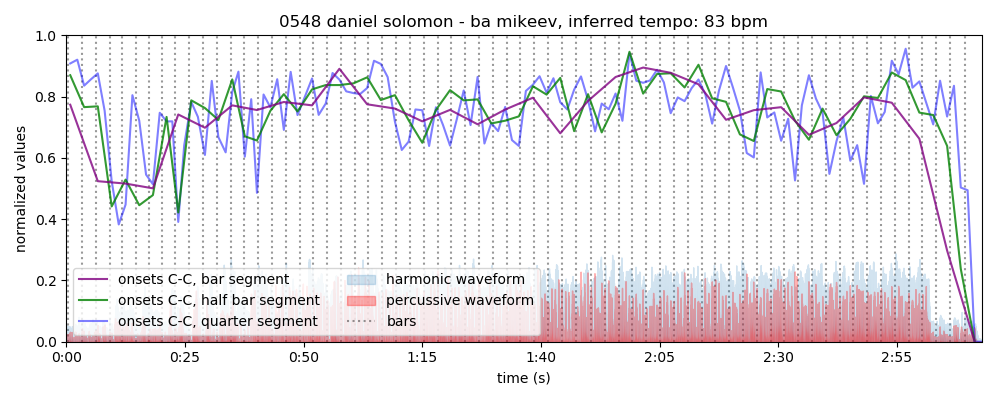 0548 daniel solomon - ba mikeev, inferred tempo: 83 bpm
1.0
0.8
0.6
0.4
0.2
0.0
normalized values
onsets C-C, bar segment
onsets C-C, half bar segment
onsets C-C, quarter segment
harmonic waveform
percussive waveform
bars
0:00 0:25 0:50 1:15 1:40 2:05 2:30 2:55
time (s)